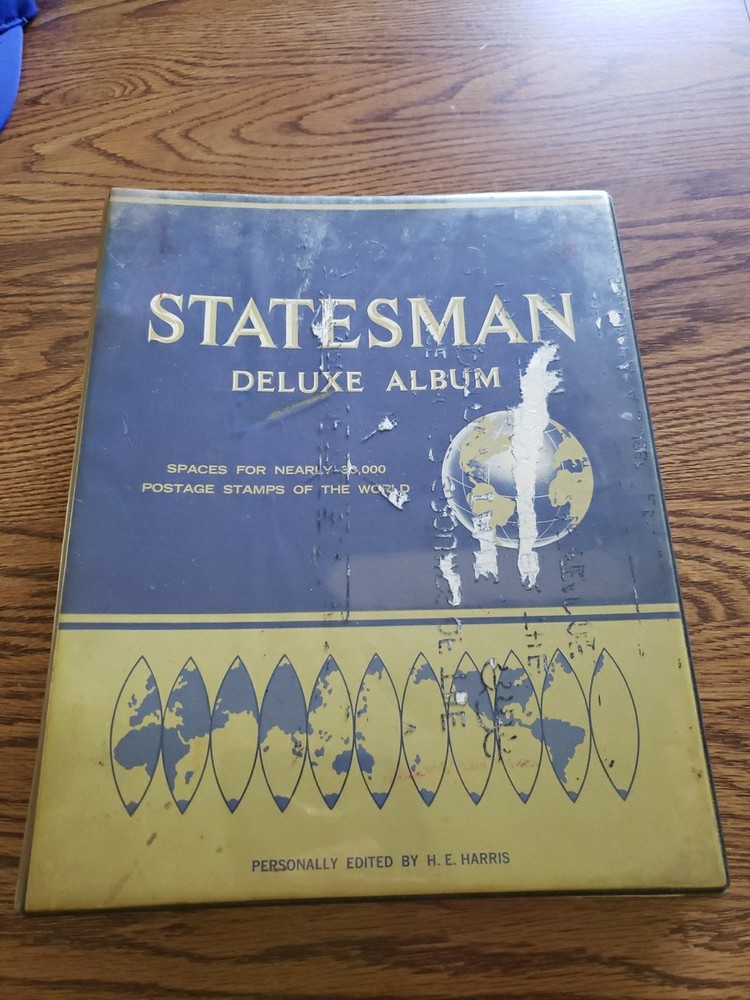 STATESMAN
DELUXE ALBUM
SPACES FOR NEARLY
POSTAGE STAMPS OF THE WORLD
PERSONALLY EDITED BY H. E. HARRIS